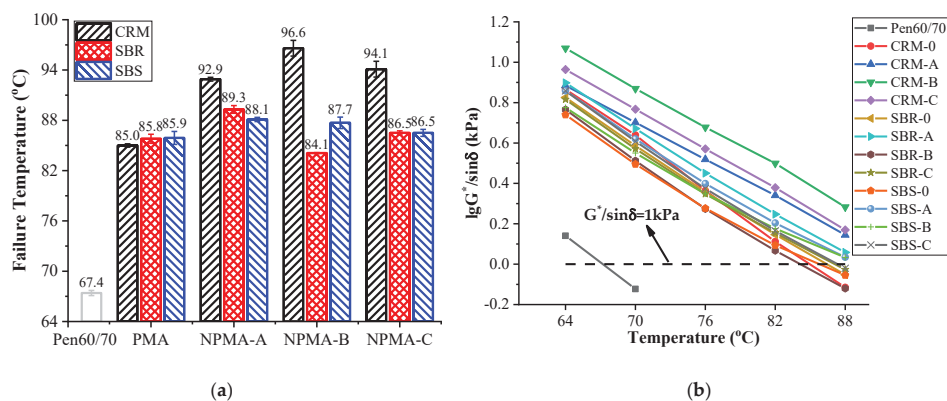 100
94
88
82
76
70
64
Failure Temperature (°C)
CRM
SBR
SBS
67.4
85.0
85.8
85.9
92.9
89.3
88.1
96.6
84.1
87.7
94.1
86.5
86.5
Pen60/70
PMA
NPMA-A
NPMA-B
NPMA-C
(a)
1.2
1.0
0.8
0.6
0.4
0.2
0.0
-0.2
lgG*/sinδ (kPa)
G*/sinδ=1kPa
64
70
76
82
88
Temperature (°C)
Pen60/70
CRM-0
CRM-A
CRM-B
CRM-C
SBR-0
SBR-A
SBR-B
SBR-C
SBS-0
SBS-A
SBS-B
SBS-C
(b)